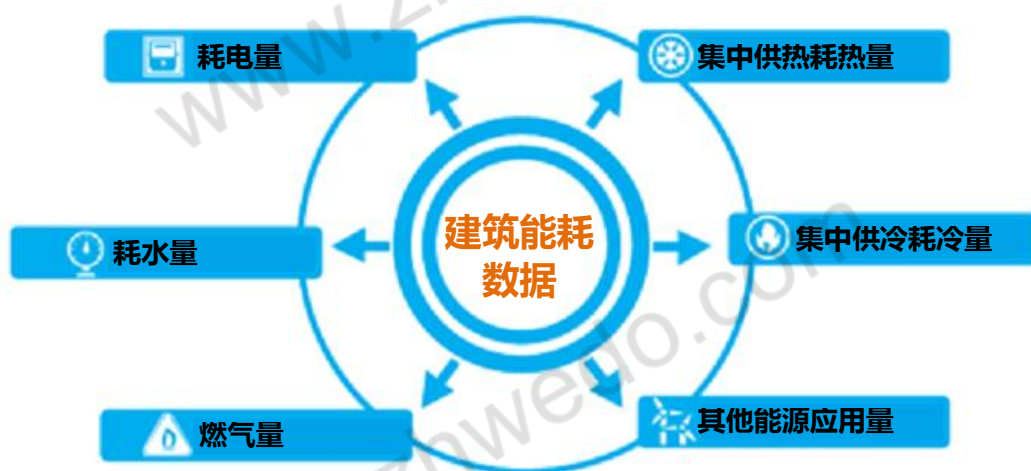 耗电量
集中供热耗热量
建筑能耗
数据
耗水量
集中供冷耗冷量
燃气量
其他能源应用量